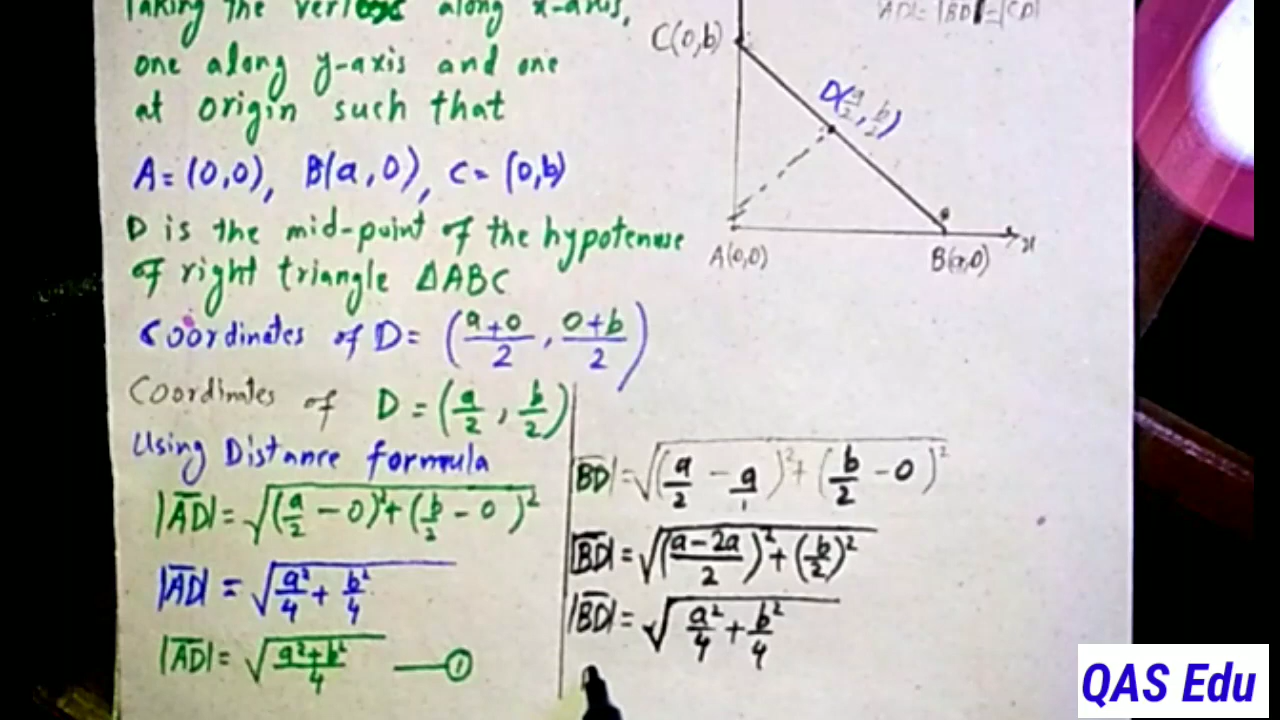 Taking the vertex along x-axis,
one along y-axis and one
at origin such that
A = (0,0), B(a,0), C = (0,b)
D is the mid-point of the hypotenuse
of right triangle ΔABC
Coordinates of D = (a+0/2, 0+b/2)
Coordinates of D = (a/2, b/2)
Using Distance formula
|AD| = √((a/2 - 0)² + (b/2 - 0)²)
|AD| = √(a²/4 + b²/4)
|AD| = √(a²+b²/4) — ①
|AD| = |BD| = |CD|
C(0,b)
D(a/2, b/2)
A(0,0)
B(a,0)
x
BD| = √((a/2 - a/1)² + (b/2 - 0)²)
|BD| = √((a-2a/2)² + (b/2)²)
|BD| = √(a²/4 + b²/4)
QAS Edu